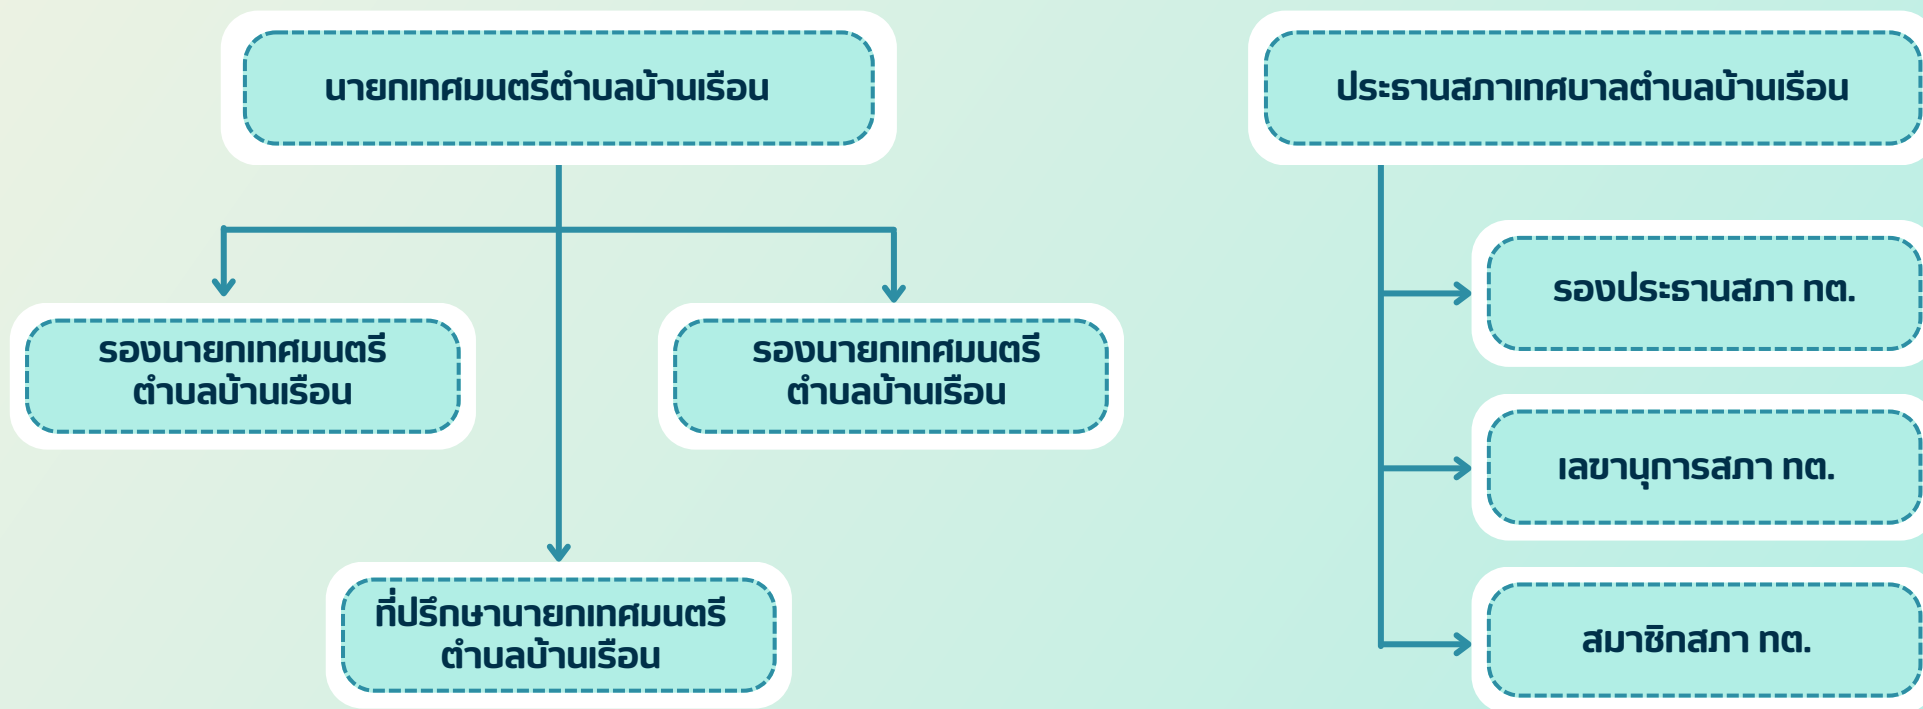 นายกเทศมนตรีตำบลบ้านเรือน
รองนายกเทศมนตรี
ตำบลบ้านเรือน
รองนายกเทศมนตรี
ตำบลบ้านเรือน
ที่ปรึกษานายกเทศมนตรี
ตำบลบ้านเรือน
ประธานสภาเทศบาลตำบลบ้านเรือน
รองประธานสภา ทต.
เลขานุการสภา ทต.
สมาชิกสภา ทต.